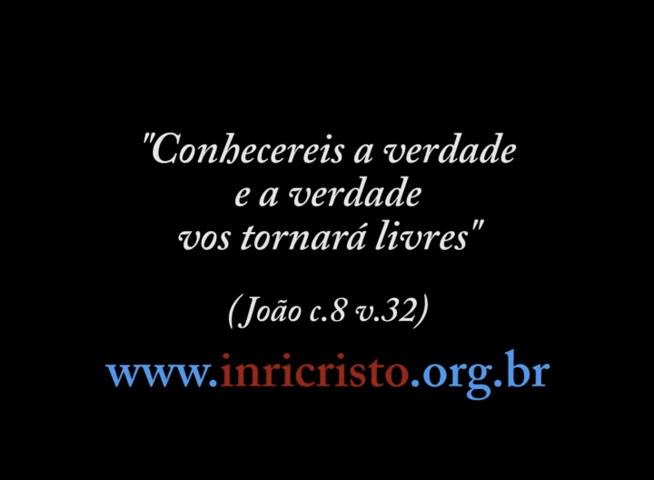 "Conhecereis a verdade
e a verdade
vos tornará livres"
(João c.8 v.32)
www.inricristo.org.br